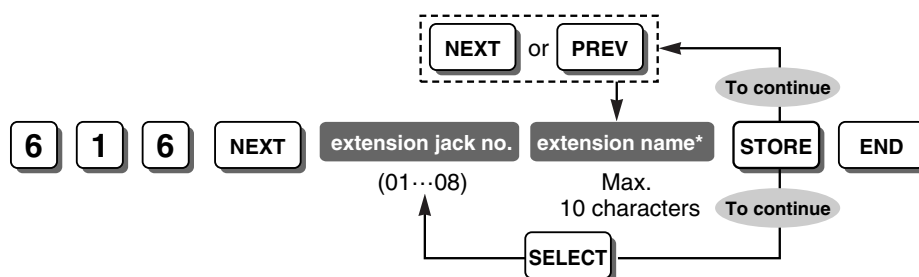 NEXT or PREV
To continue
6 1 6 NEXT extension jack no. extension name* STORE END
(01···08) Max.
10 characters
To continue
SELECT